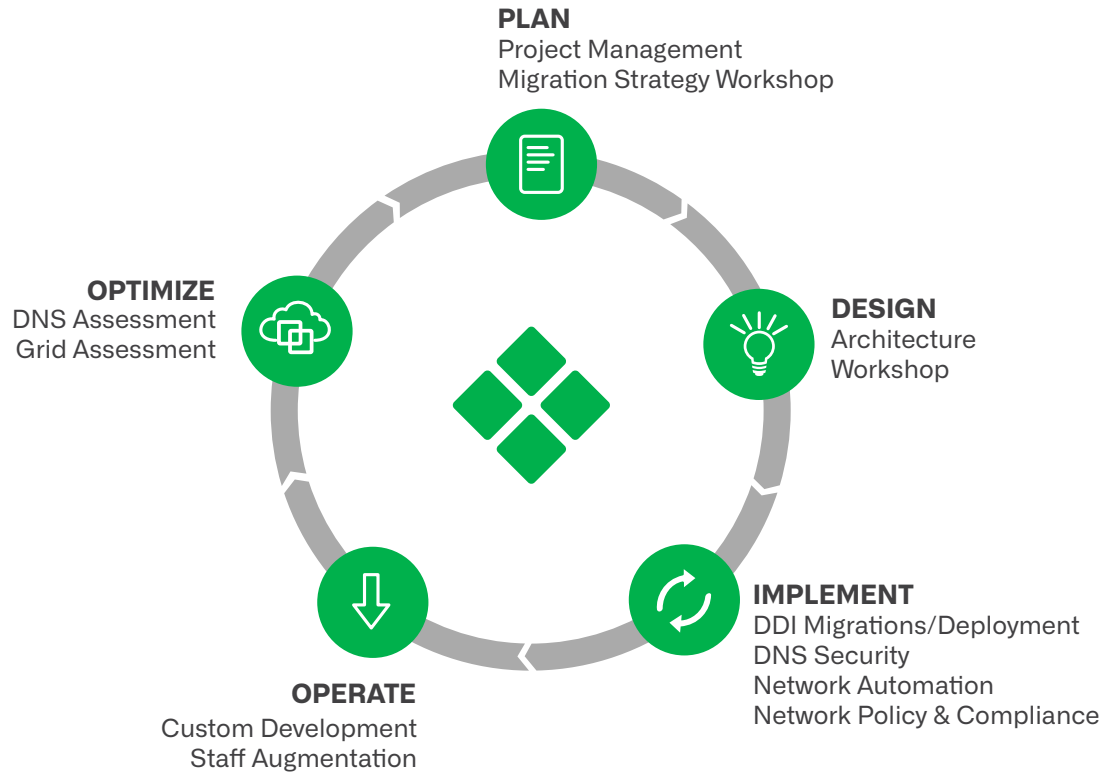 PLAN
Project Management
Migration Strategy Workshop
DESIGN
Architecture
Workshop
IMPLEMENT
DDI Migrations/Deployment
DNS Security
Network Automation
Network Policy & Compliance
OPERATE
Custom Development
Staff Augmentation
OPTIMIZE
DNS Assessment
Grid Assessment